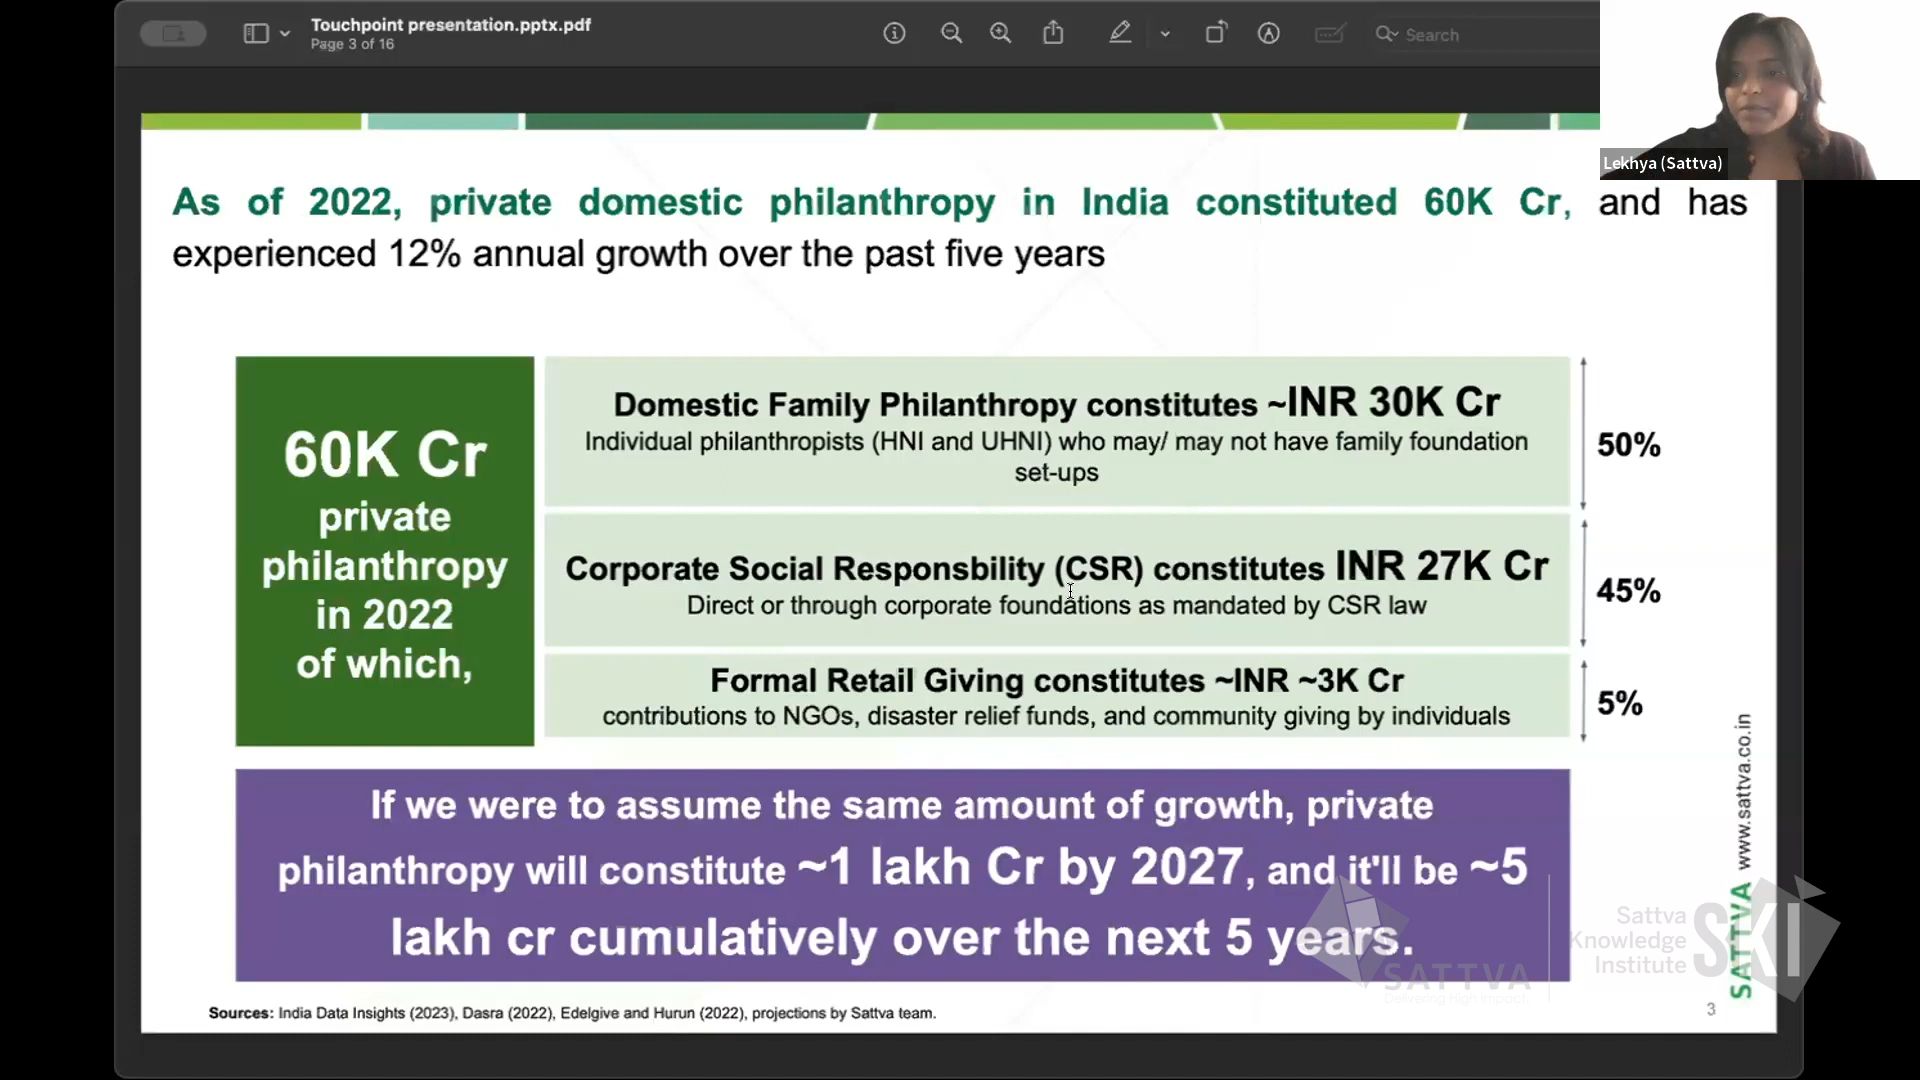 Touchpoint presentation.pptx.pdf
Page 3 of 16
Search
Lekhya (Sattva)
As of 2022, private domestic philanthropy in India constituted 60K Cr, and has
experienced 12% annual growth over the past five years
60K Cr
private
philanthropy
in 2022
of which,
Domestic Family Philanthropy constitutes ~INR 30K Cr
Individual philanthropists (HNI and UHNI) who may/ may not have family foundation
set-ups
50%
Corporate Social Responsbility (CSR) constitutes INR 27K Cr
Direct or through corporate foundations as mandated by CSR law
45%
Formal Retail Giving constitutes ~INR ~3K Cr
contributions to NGOs, disaster relief funds, and community giving by individuals
5%
If we were to assume the same amount of growth, private
philanthropy will constitute ~1 lakh Cr by 2027, and it'll be ~5
lakh cr cumulatively over the next 5 years.
Sources: India Data Insights (2023), Dasra (2022), Edelgive and Hurun (2022), projections by Sattva team.
3
SATTVA www.sattva.co.in
SATTVA
Delivering High Impact.
Sattva
Knowledge
Institute
SKI